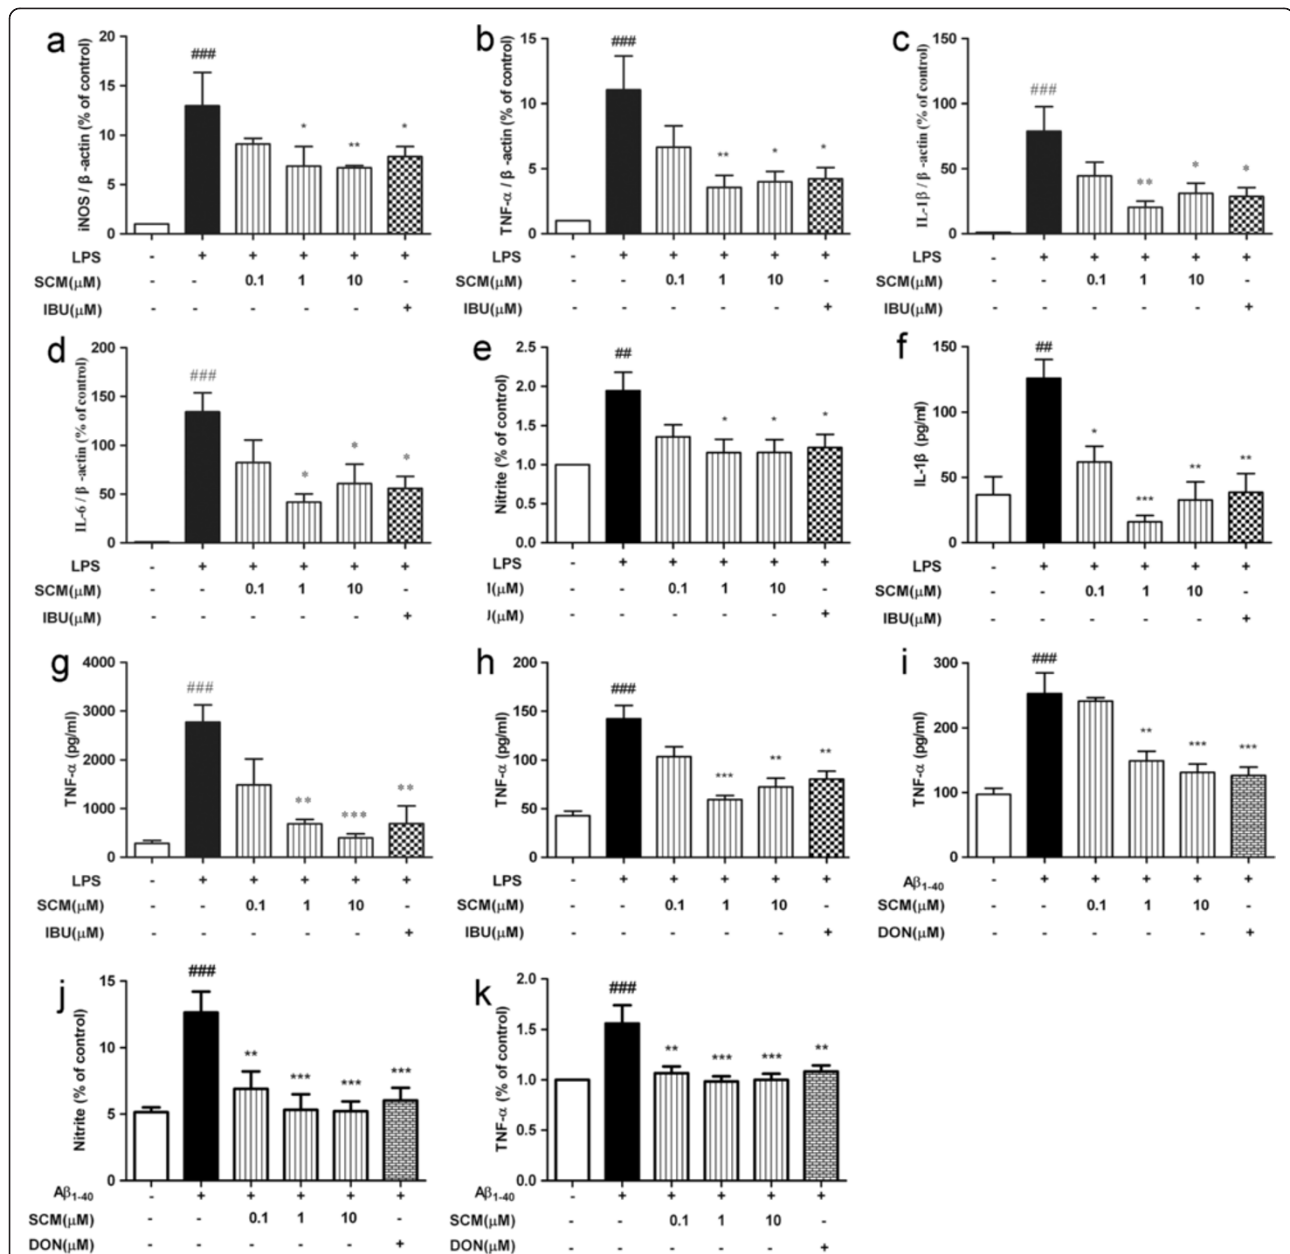 a
iNOS / β -actin (% of control)
20
15
10
5
0
###
* ** *
LPS - + + + + +
SCM(μM) - - 0.1 1 10 -
IBU(μM) - - - - - +
b
TNF-α / β -actin (% of control)
15
10
5
0
###
** * *
LPS - + + + + +
SCM(μM) - - 0.1 1 10 -
IBU(μM) - - - - - +
c
IL-1β / β -actin (% of control)
150
100
50
0
###
** * *
LPS - + + + + +
SCM(μM) - - 0.1 1 10 -
IBU(μM) - - - - - +
d
IL-6 / β -actin (% of control)
200
150
100
50
0
###
* * *
LPS - + + + + +
SCM(μM) - - 0.1 1 10 -
IBU(μM) - - - - - +
e
Nitrite (% of control)
2.5
2.0
1.5
1.0
0.5
0.0
##
* * *
LPS - + + + + +
(μM) - - 0.1 1 10 -
(μM) - - - - - +
f
IL-1β (pg/ml)
150
100
50
0
##
* *** ** **
LPS - + + + + +
SCM(μM) - - 0.1 1 10 -
IBU(μM) - - - - - +
g
TNF-α (pg/ml)
4000
3000
2000
1000
0
###
** *** **
LPS - + + + + +
SCM(μM) - - 0.1 1 10 -
IBU(μM) - - - - - +
h
TNF-α (pg/ml)
200
150
100
50
0
###
*** ** **
LPS - + + + + +
SCM(μM) - - 0.1 1 10 -
IBU(μM) - - - - - +
i
TNF-α (pg/ml)
300
200
100
0
###
** *** ***
Aβ1-40 - + + + + +
SCM(μM) - - 0.1 1 10 -
DON(μM) - - - - - +
j
Nitrite (% of control)
15
10
5
0
###
** *** *** ***
Aβ1-40 - + + + + +
SCM(μM) - - 0.1 1 10 -
DON(μM) - - - - - +
k
TNF-α (% of control)
2.0
1.5
1.0
0.5
0.0
###
** *** *** **
Aβ1-40 - + + + + +
SCM(μM) - - 0.1 1 10 -
DON(μM) - - - - - +